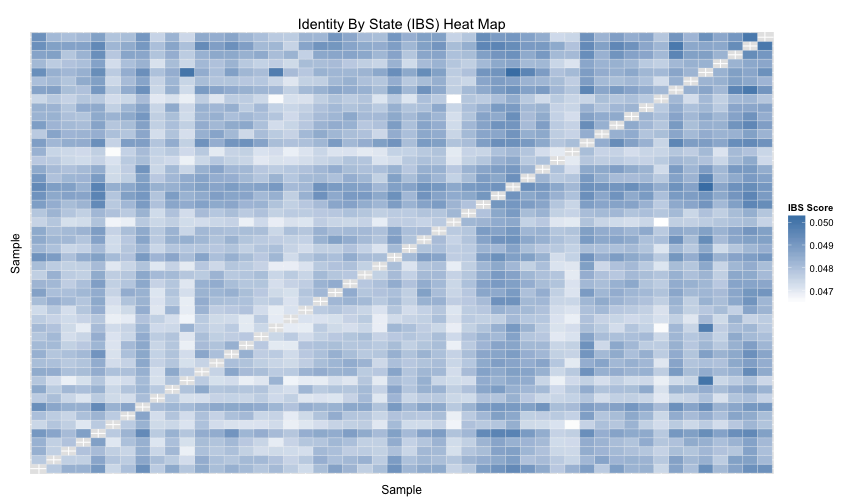 Identity By State (IBS) Heat Map
Sample
IBS Score
0.050
0.049
0.048
0.047
Sample